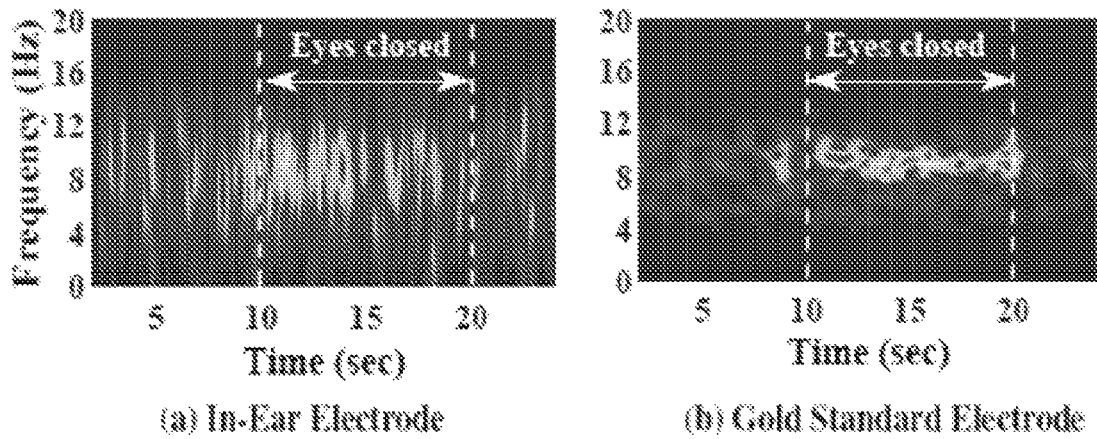 Frequency (Hz)
20
16
12
8
4
0
Eyes closed
5 10 15 20
Time (sec)
(a) In-Ear Electrode
20
16
12
8
4
0
Eyes closed
5 10 15 20
Time (sec)
(b) Gold Standard Electrode